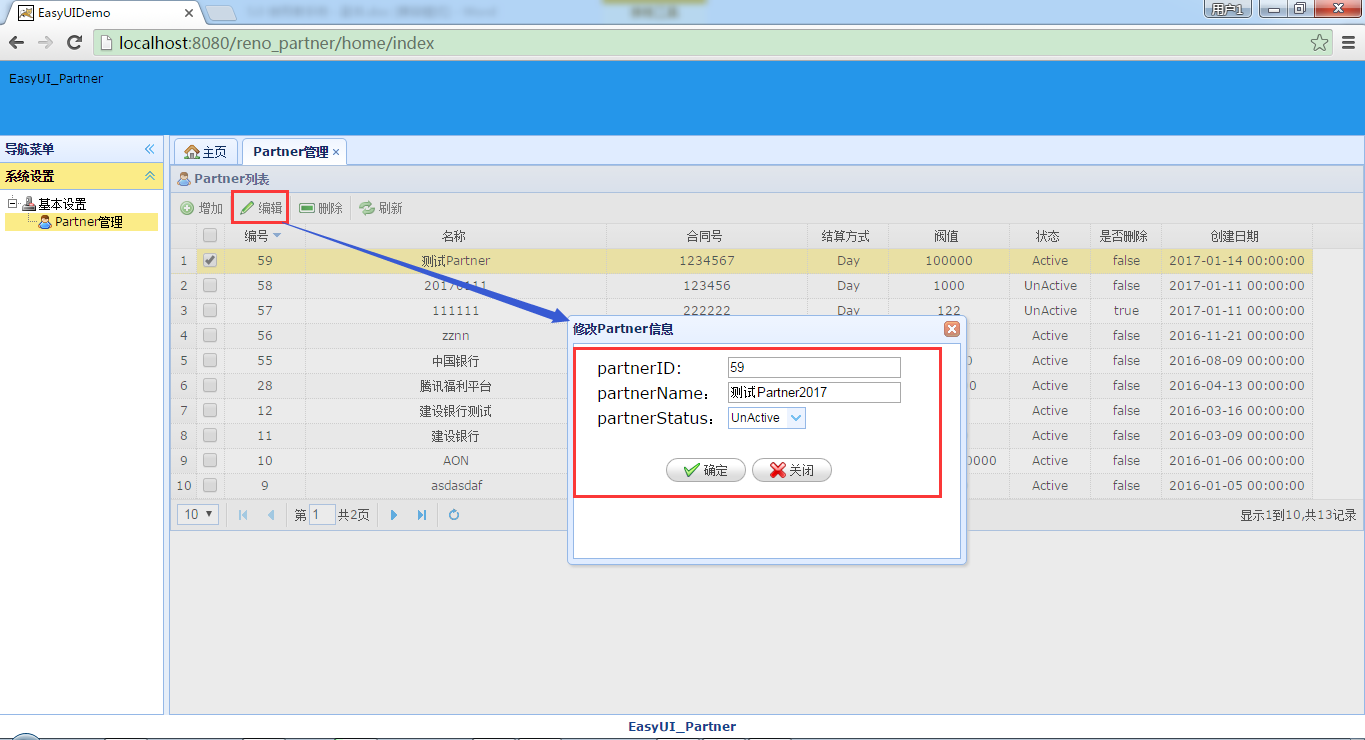 EasyUIDemo
用户1
localhost:8080/reno_partner/home/index
EasyUI_Partner
导航菜单
系统设置
基本设置
Partner管理
主页 Partner管理
Partner列表
增加 编辑 删除 刷新
编号 名称 合同号 结算方式 阀值 状态 是否删除 创建日期
1 59 测试Partner 1234567 Day 100000 Active false 2017-01-14 00:00:00
2 58 20170111 123456 Day 1000 UnActive false 2017-01-11 00:00:00
3 57 111111 222222 Day 122 UnActive true 2017-01-11 00:00:00
4 56 zznn Active false 2016-11-21 00:00:00
5 55 中国银行 Active false 2016-08-09 00:00:00
6 28 腾讯福利平台 Active false 2016-04-13 00:00:00
7 12 建设银行测试 Active false 2016-03-16 00:00:00
8 11 建设银行 Active false 2016-03-09 00:00:00
9 10 AON 0000 Active false 2016-01-06 00:00:00
10 9 asdasdaf Active false 2016-01-05 00:00:00
10 第 1 共2页 显示1到10,共13记录
修改Partner信息
partnerID: 59
partnerName: 测试Partner2017
partnerStatus: UnActive
确定 关闭
EasyUI_Partner